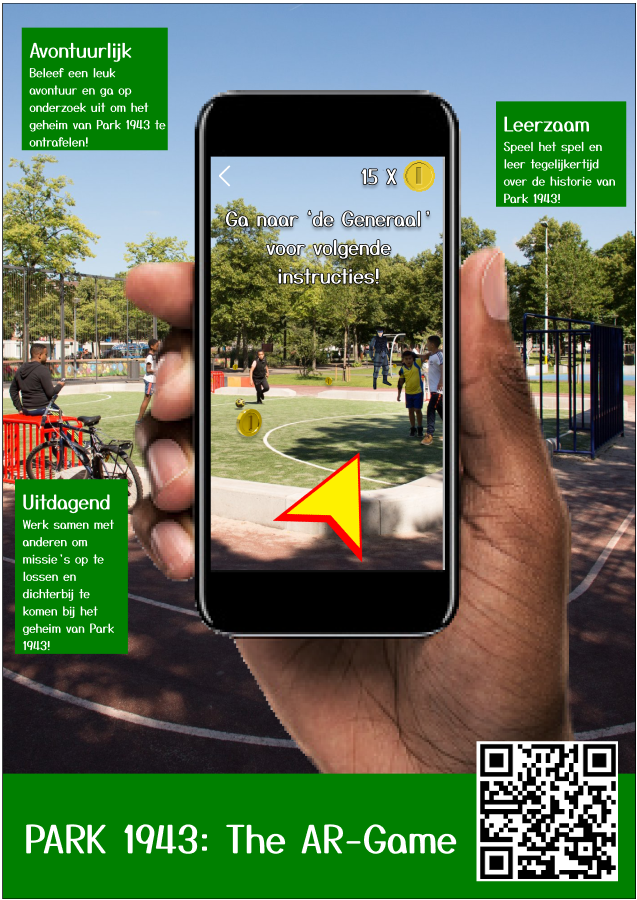 Avontuurlijk
Beleef een leuk
avontuur en ga op
onderzoek uit om het
geheim van Park 1943 te
ontrafelen!
Leerzaam
Speel het spel en
leer tegelijkertijd
over de historie van
Park 1943!
15 X
Ga naar 'de Generaal'
voor volgende
instructies!
Uitdagend
Werk samen met
anderen om
missie's op te
lossen en
dichterbij te
komen bij het
geheim van Park
1943!
PARK 1943: The AR-Game